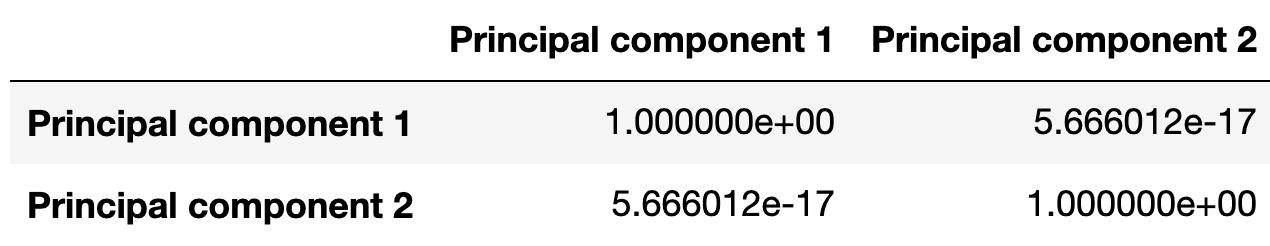 Principal component 1 Principal component 2
Principal component 1 1.000000e+00 5.666012e-17
Principal component 2 5.666012e-17 1.000000e+00